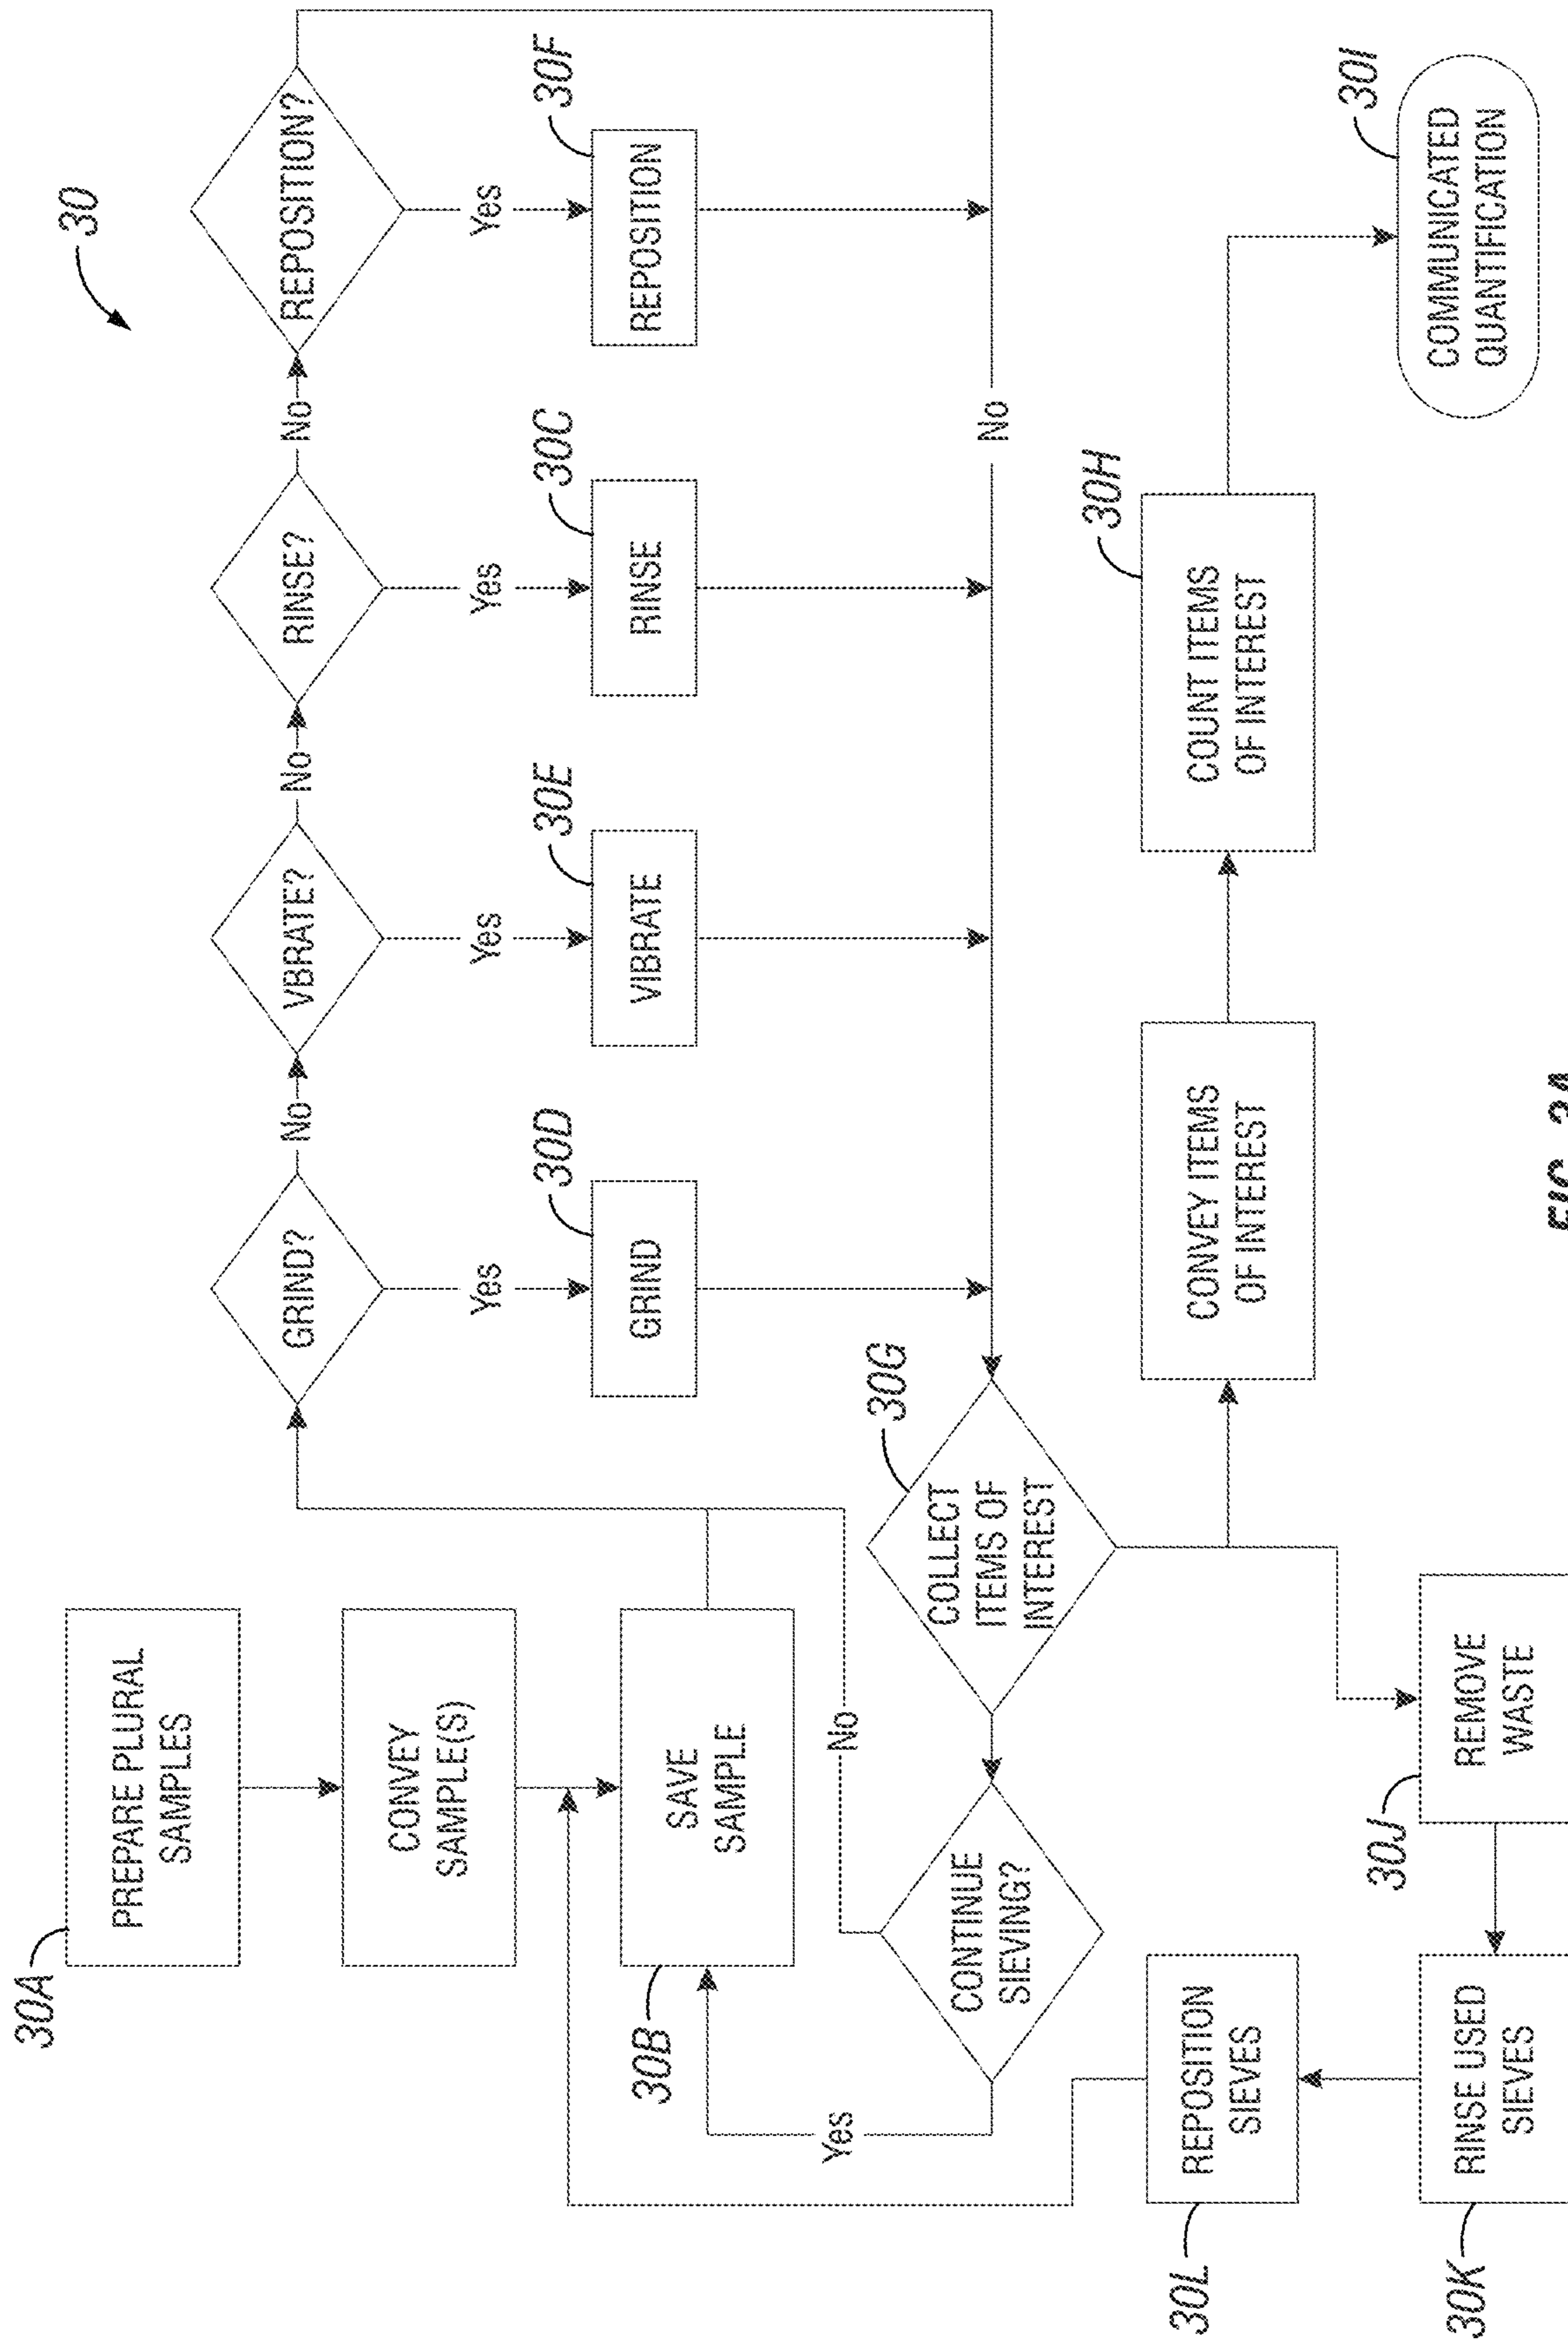 30
30A
PREPARE PLURAL
SAMPLES
CONVEY
SAMPLE(S)
30B
SAVE
SAMPLE
GRIND?
No
VBRATE?
No
RINSE?
No
REPOSITION?
Yes
Yes
Yes
Yes
30D
GRIND
30E
VIBRATE
30C
RINSE
30F
REPOSITION
No
No
30G
COLLECT
ITEMS OF
INTEREST
CONTINUE
SIEVING?
Yes
CONVEY ITEMS
OF INTEREST
30H
COUNT ITEMS
OF INTEREST
30I
COMMUNICATED
QUANTIFICATION
30J
REMOVE
WASTE
30K
RINSE USED
SIEVES
30L
REPOSITION
SIEVES
FIG. 3A